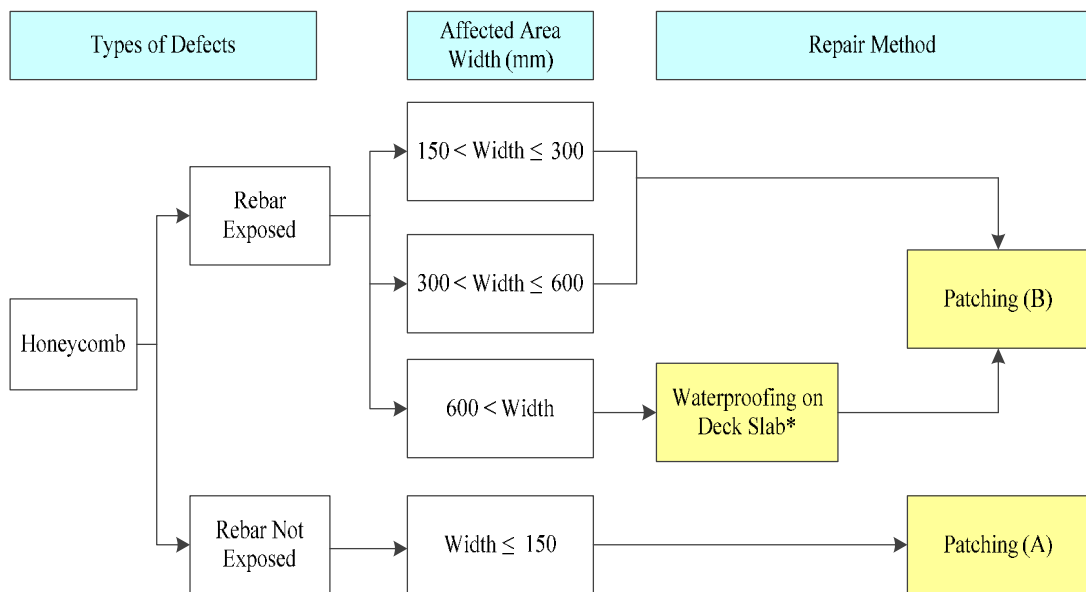 Types of Defects
Affected Area
Width (mm)
Repair Method
150 < Width ≤ 300
Rebar
Exposed
300 < Width ≤ 600
Patching (B)
Honeycomb
600 < Width
Waterproofing on
Deck Slab*
Rebar Not
Exposed
Width ≤ 150
Patching (A)